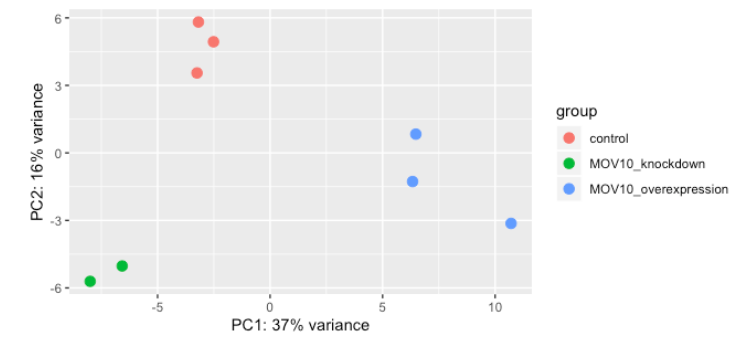 6
3
0
-3
-6
PC2: 16% variance
-5
0
5
10
PC1: 37% variance
group
control
MOV10_knockdown
MOV10_overexpression